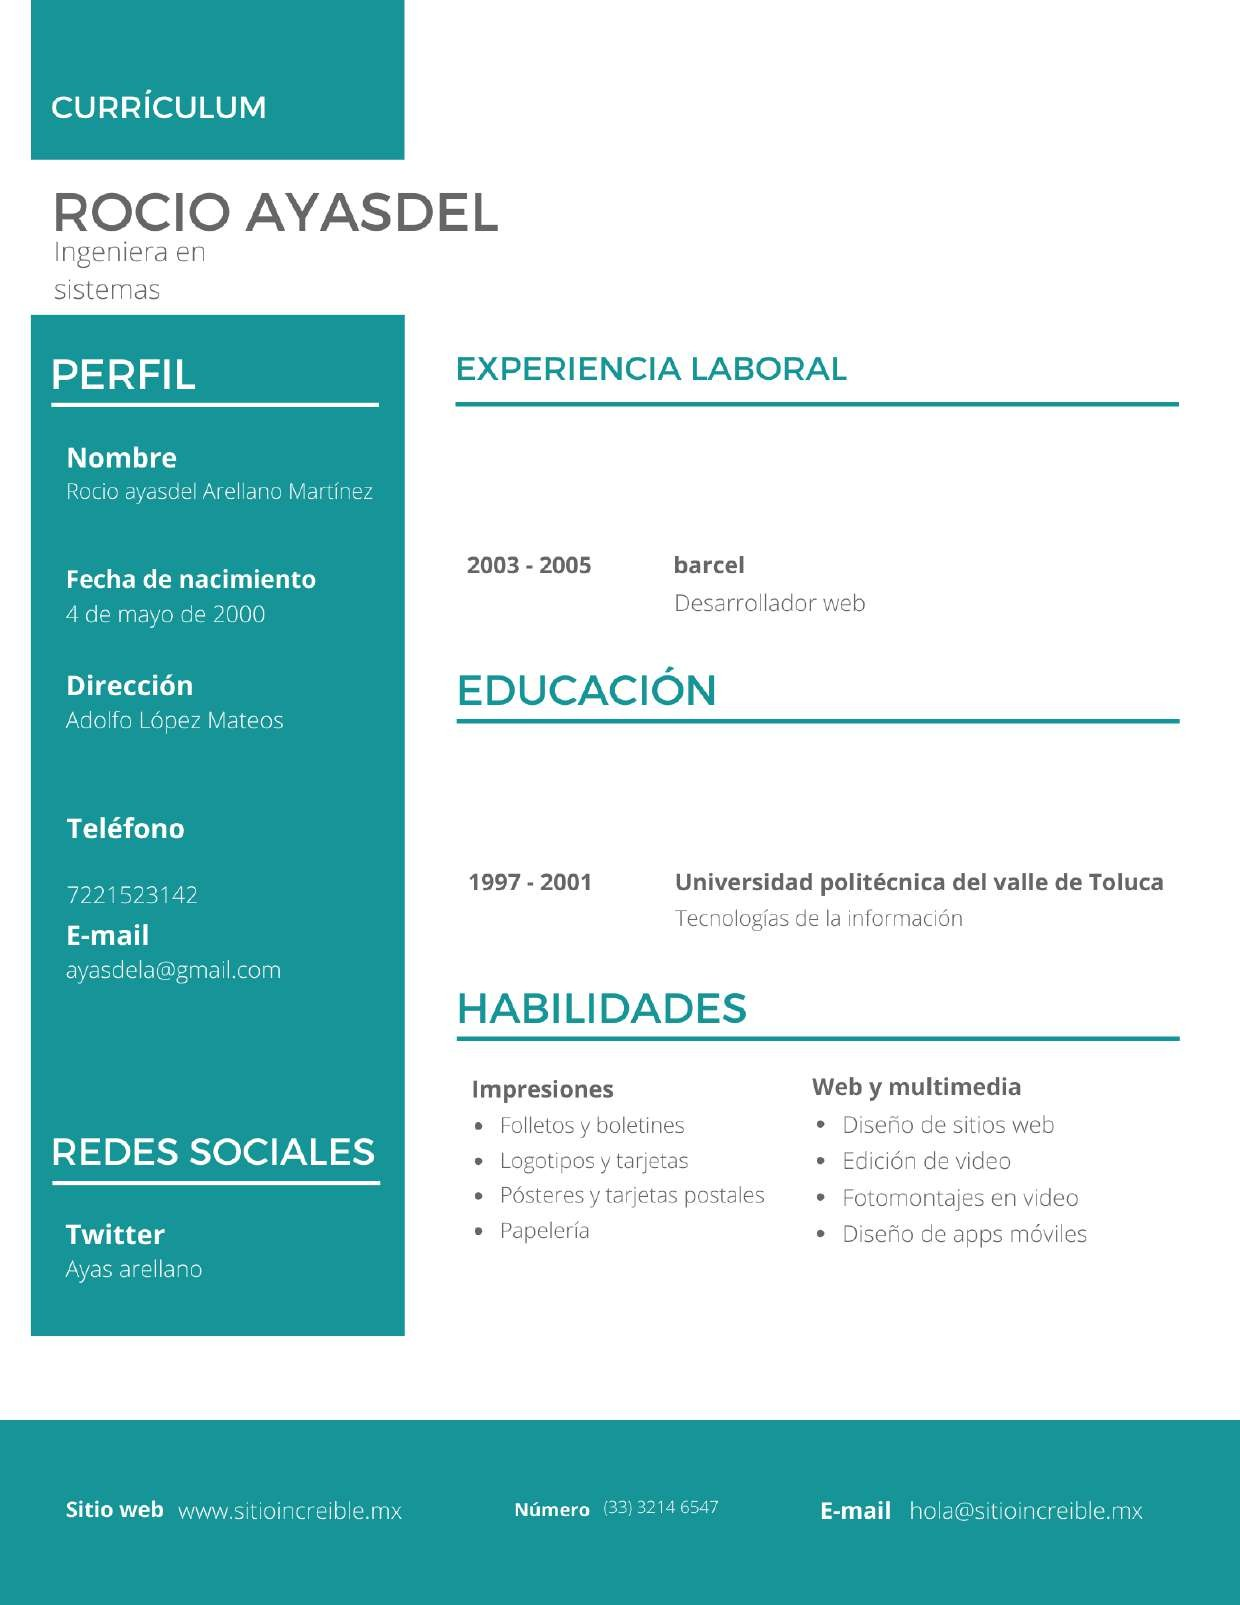 CURRÍCULUM
ROCIO AYASDEL
Ingeniera en
sistemas
PERFIL
Nombre
Rocio ayasdel Arellano Martínez
Fecha de nacimiento
4 de mayo de 2000
Dirección
Adolfo López Mateos
Teléfono
7221523142
E-mail
ayasdela@gmail.com
REDES SOCIALES
Twitter
Ayas arellano
EXPERIENCIA LABORAL
2003 - 2005 barcel
Desarrollador web
EDUCACIÓN
1997 - 2001 Universidad politécnica del valle de Toluca
Tecnologías de la información
HABILIDADES
Impresiones
• Folletos y boletines
• Logotipos y tarjetas
• Pósteres y tarjetas postales
• Papelería
Web y multimedia
• Diseño de sitios web
• Edición de video
• Fotomontajes en video
• Diseño de apps móviles
Sitio web www.sitioincreible.mx Número (33) 3214 6547 E-mail hola@sitioincreible.mx